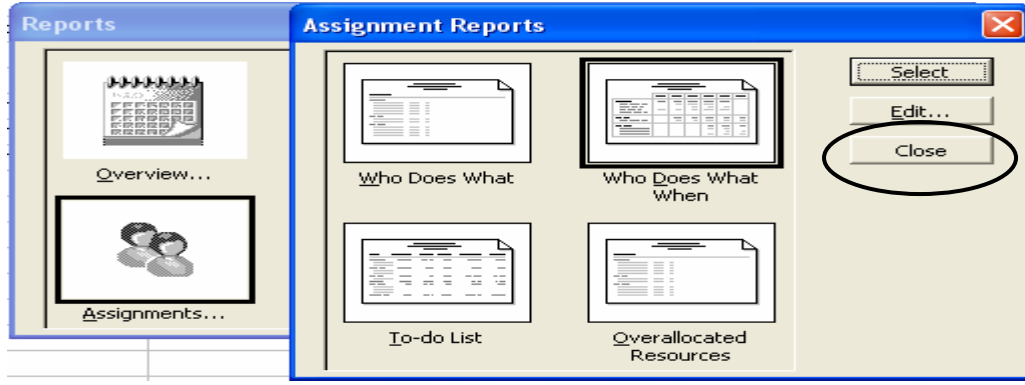 Reports
Overview...
Assignments...
Assignment Reports
Who Does What
Who Does What
When
To-do List
Overallocated
Resources
Select
Edit...
Close